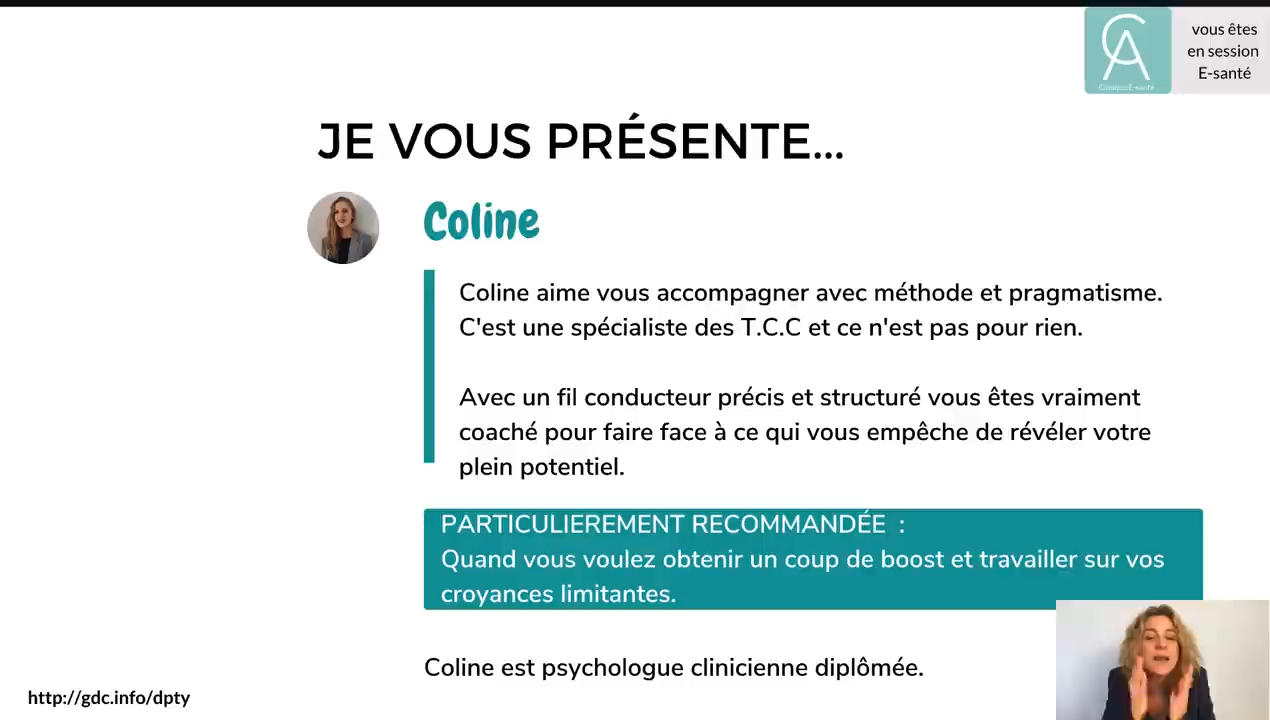 vous êtes
en session
E-santé
CA
JE VOUS PRÉSENTE...
Coline
Coline aime vous accompagner avec méthode et pragmatisme.
C'est une spécialiste des T.C.C et ce n'est pas pour rien.
Avec un fil conducteur précis et structuré vous êtes vraiment
coaché pour faire face à ce qui vous empêche de révéler votre
plein potentiel.
PARTICULIEREMENT RECOMMANDÉE :
Quand vous voulez obtenir un coup de boost et travailler sur vos
croyances limitantes.
Coline est psychologue clinicienne diplômée.
http://gdc.info/dpty